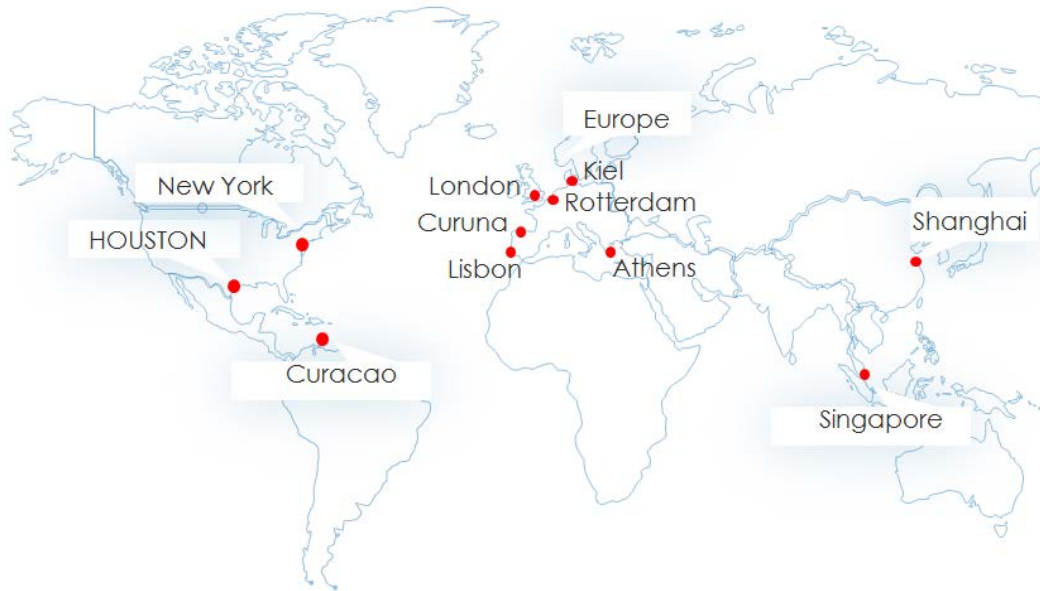 Europe
New York
London
Kiel
Rotterdam
Curuna
Shanghai
HOUSTON
Lisbon
Athens
Curacao
Singapore